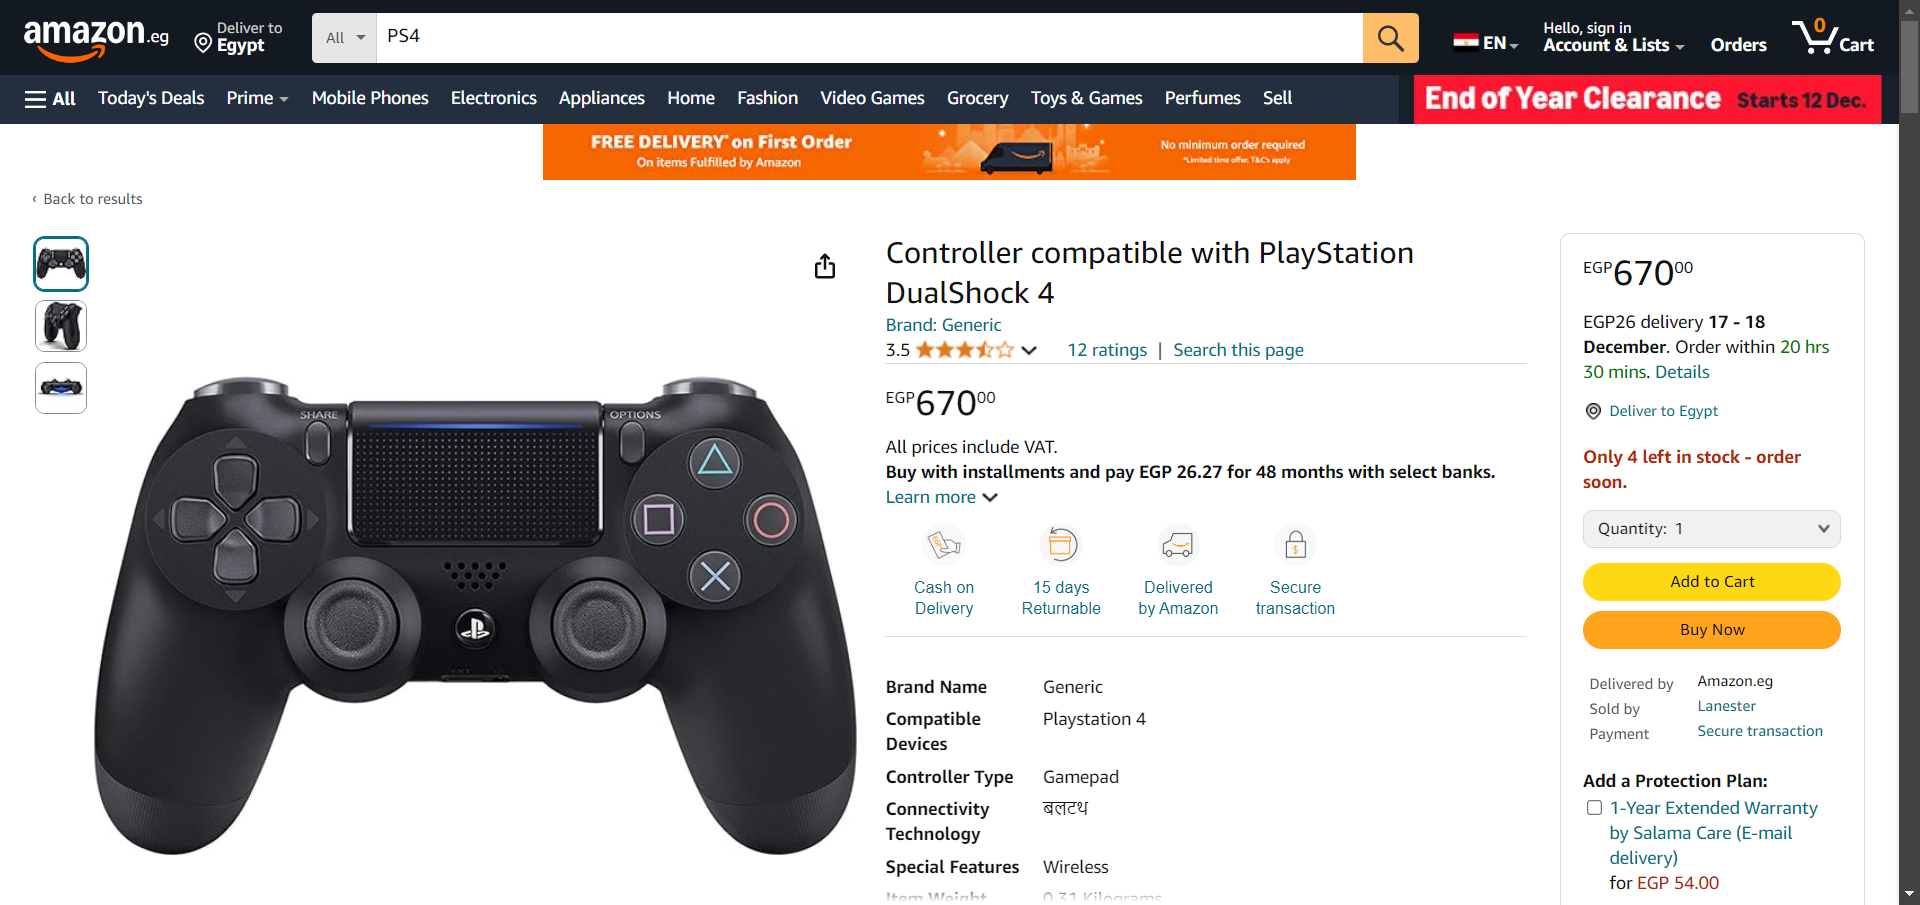 amazon.eg
Deliver to
Egypt
All
PS4
EN
Hello, sign in
Account & Lists
Orders
0
Cart
All
Today's Deals
Prime
Mobile Phones
Electronics
Appliances
Home
Fashion
Video Games
Grocery
Toys & Games
Perfumes
Sell
End of Year Clearance Starts 12 Dec.
FREE DELIVERY* on First Order
On items Fulfilled by Amazon
No minimum order required
*Limited time offer. T&C's apply
‹ Back to results
SHARE
OPTIONS
Controller compatible with PlayStation
DualShock 4
Brand: Generic
3.5
12 ratings | Search this page
EGP67000
All prices include VAT.
Buy with installments and pay EGP 26.27 for 48 months with select banks.
Learn more
Cash on
Delivery
15 days
Returnable
Delivered
by Amazon
Secure
transaction
Brand Name Generic
Compatible
Devices
Playstation 4
Controller Type Gamepad
Connectivity
Technology
बलटथ
Special Features Wireless
Item Weight 0.31 Kilograms
EGP67000
EGP26 delivery 17 - 18
December. Order within 20 hrs
30 mins. Details
Deliver to Egypt
Only 4 left in stock - order
soon.
Quantity: 1
Add to Cart
Buy Now
Delivered by Amazon.eg
Sold by Lanester
Payment Secure transaction
Add a Protection Plan:
1-Year Extended Warranty
by Salama Care (E-mail
delivery)
for EGP 54.00